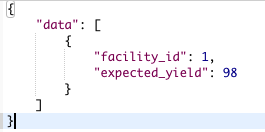 {
    "data": [
        {
            "facility_id": 1,
            "expected_yield": 98
        }
    ]
}